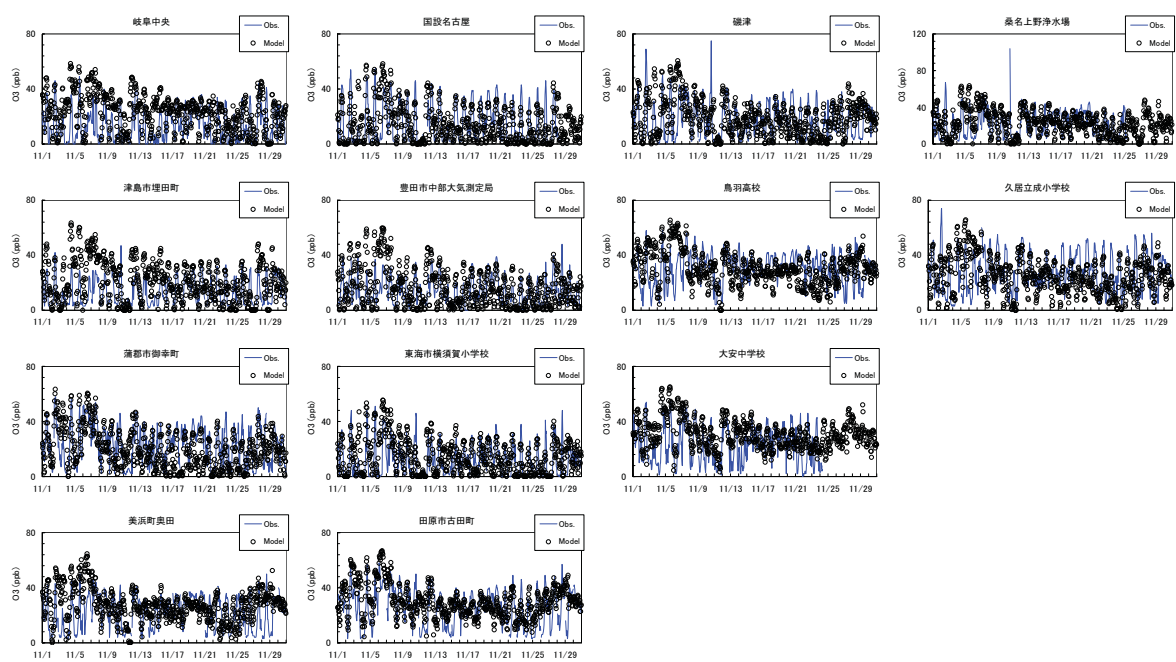 岐阜中央
Obs.
Model
O3 (ppb)
80
40
0
11/1 11/5 11/9 11/13 11/17 11/21 11/25 11/29
国設名古屋
Obs.
Model
O3 (ppb)
80
40
0
11/1 11/5 11/9 11/13 11/17 11/21 11/25 11/29
磯津
Obs.
Model
O3 (ppb)
80
40
0
11/1 11/5 11/9 11/13 11/17 11/21 11/25 11/29
桑名上野浄水場
Obs.
Model
O3 (ppb)
120
80
40
0
11/1 11/5 11/9 11/13 11/17 11/21 11/25 11/29
津島市埋田町
Obs.
Model
O3 (ppb)
80
40
0
11/1 11/5 11/9 11/13 11/17 11/21 11/25 11/29
豊田市中部大気測定局
Obs.
Model
O3 (ppb)
80
40
0
11/1 11/5 11/9 11/13 11/17 11/21 11/25 11/29
鳥羽高校
Obs.
Model
O3 (ppb)
80
40
0
11/1 11/5 11/9 11/13 11/17 11/21 11/25 11/29
久居立成小学校
Obs.
Model
O3 (ppb)
80
40
0
11/1 11/5 11/9 11/13 11/17 11/21 11/25 11/29
蒲郡市御幸町
Obs.
Model
O3 (ppb)
80
40
0
11/1 11/5 11/9 11/13 11/17 11/21 11/25 11/29
東海市横須賀小学校
Obs.
Model
O3 (ppb)
80
40
0
11/1 11/5 11/9 11/13 11/17 11/21 11/25 11/29
大安中学校
Obs.
Model
O3 (ppb)
80
40
0
11/1 11/5 11/9 11/13 11/17 11/21 11/25 11/29
美浜町奥田
Obs.
Model
O3 (ppb)
80
40
0
11/1 11/5 11/9 11/13 11/17 11/21 11/25 11/29
田原市古田町
Obs.
Model
O3 (ppb)
80
40
0
11/1 11/5 11/9 11/13 11/17 11/21 11/25 11/29